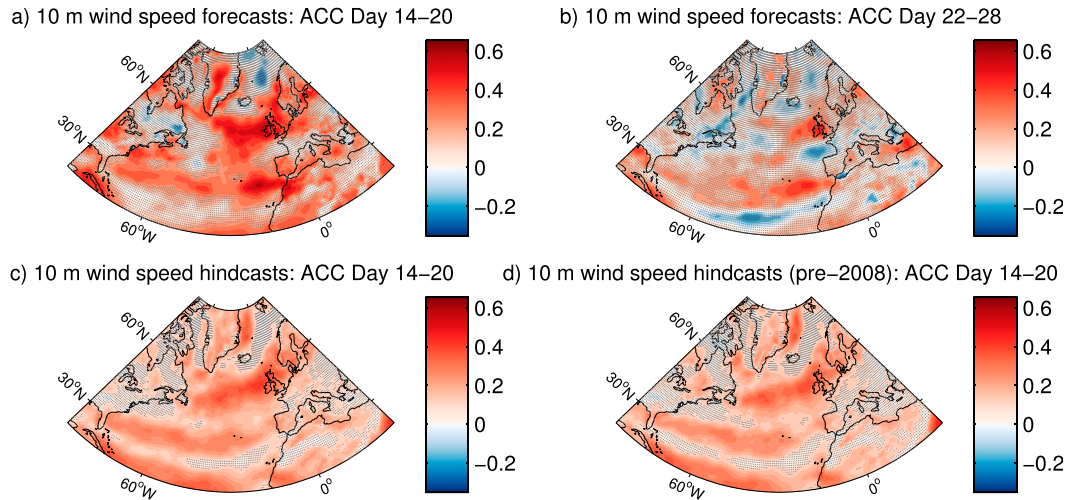 a) 10 m wind speed forecasts: ACC Day 14−20
60°N
30°N
60°W
0°
0.6
0.4
0.2
0
−0.2
b) 10 m wind speed forecasts: ACC Day 22−28
60°N
30°N
60°W
0°
0.6
0.4
0.2
0
−0.2
c) 10 m wind speed hindcasts: ACC Day 14−20
60°N
30°N
60°W
0°
0.6
0.4
0.2
0
−0.2
d) 10 m wind speed hindcasts (pre−2008): ACC Day 14−20
60°N
30°N
60°W
0°
0.6
0.4
0.2
0
−0.2